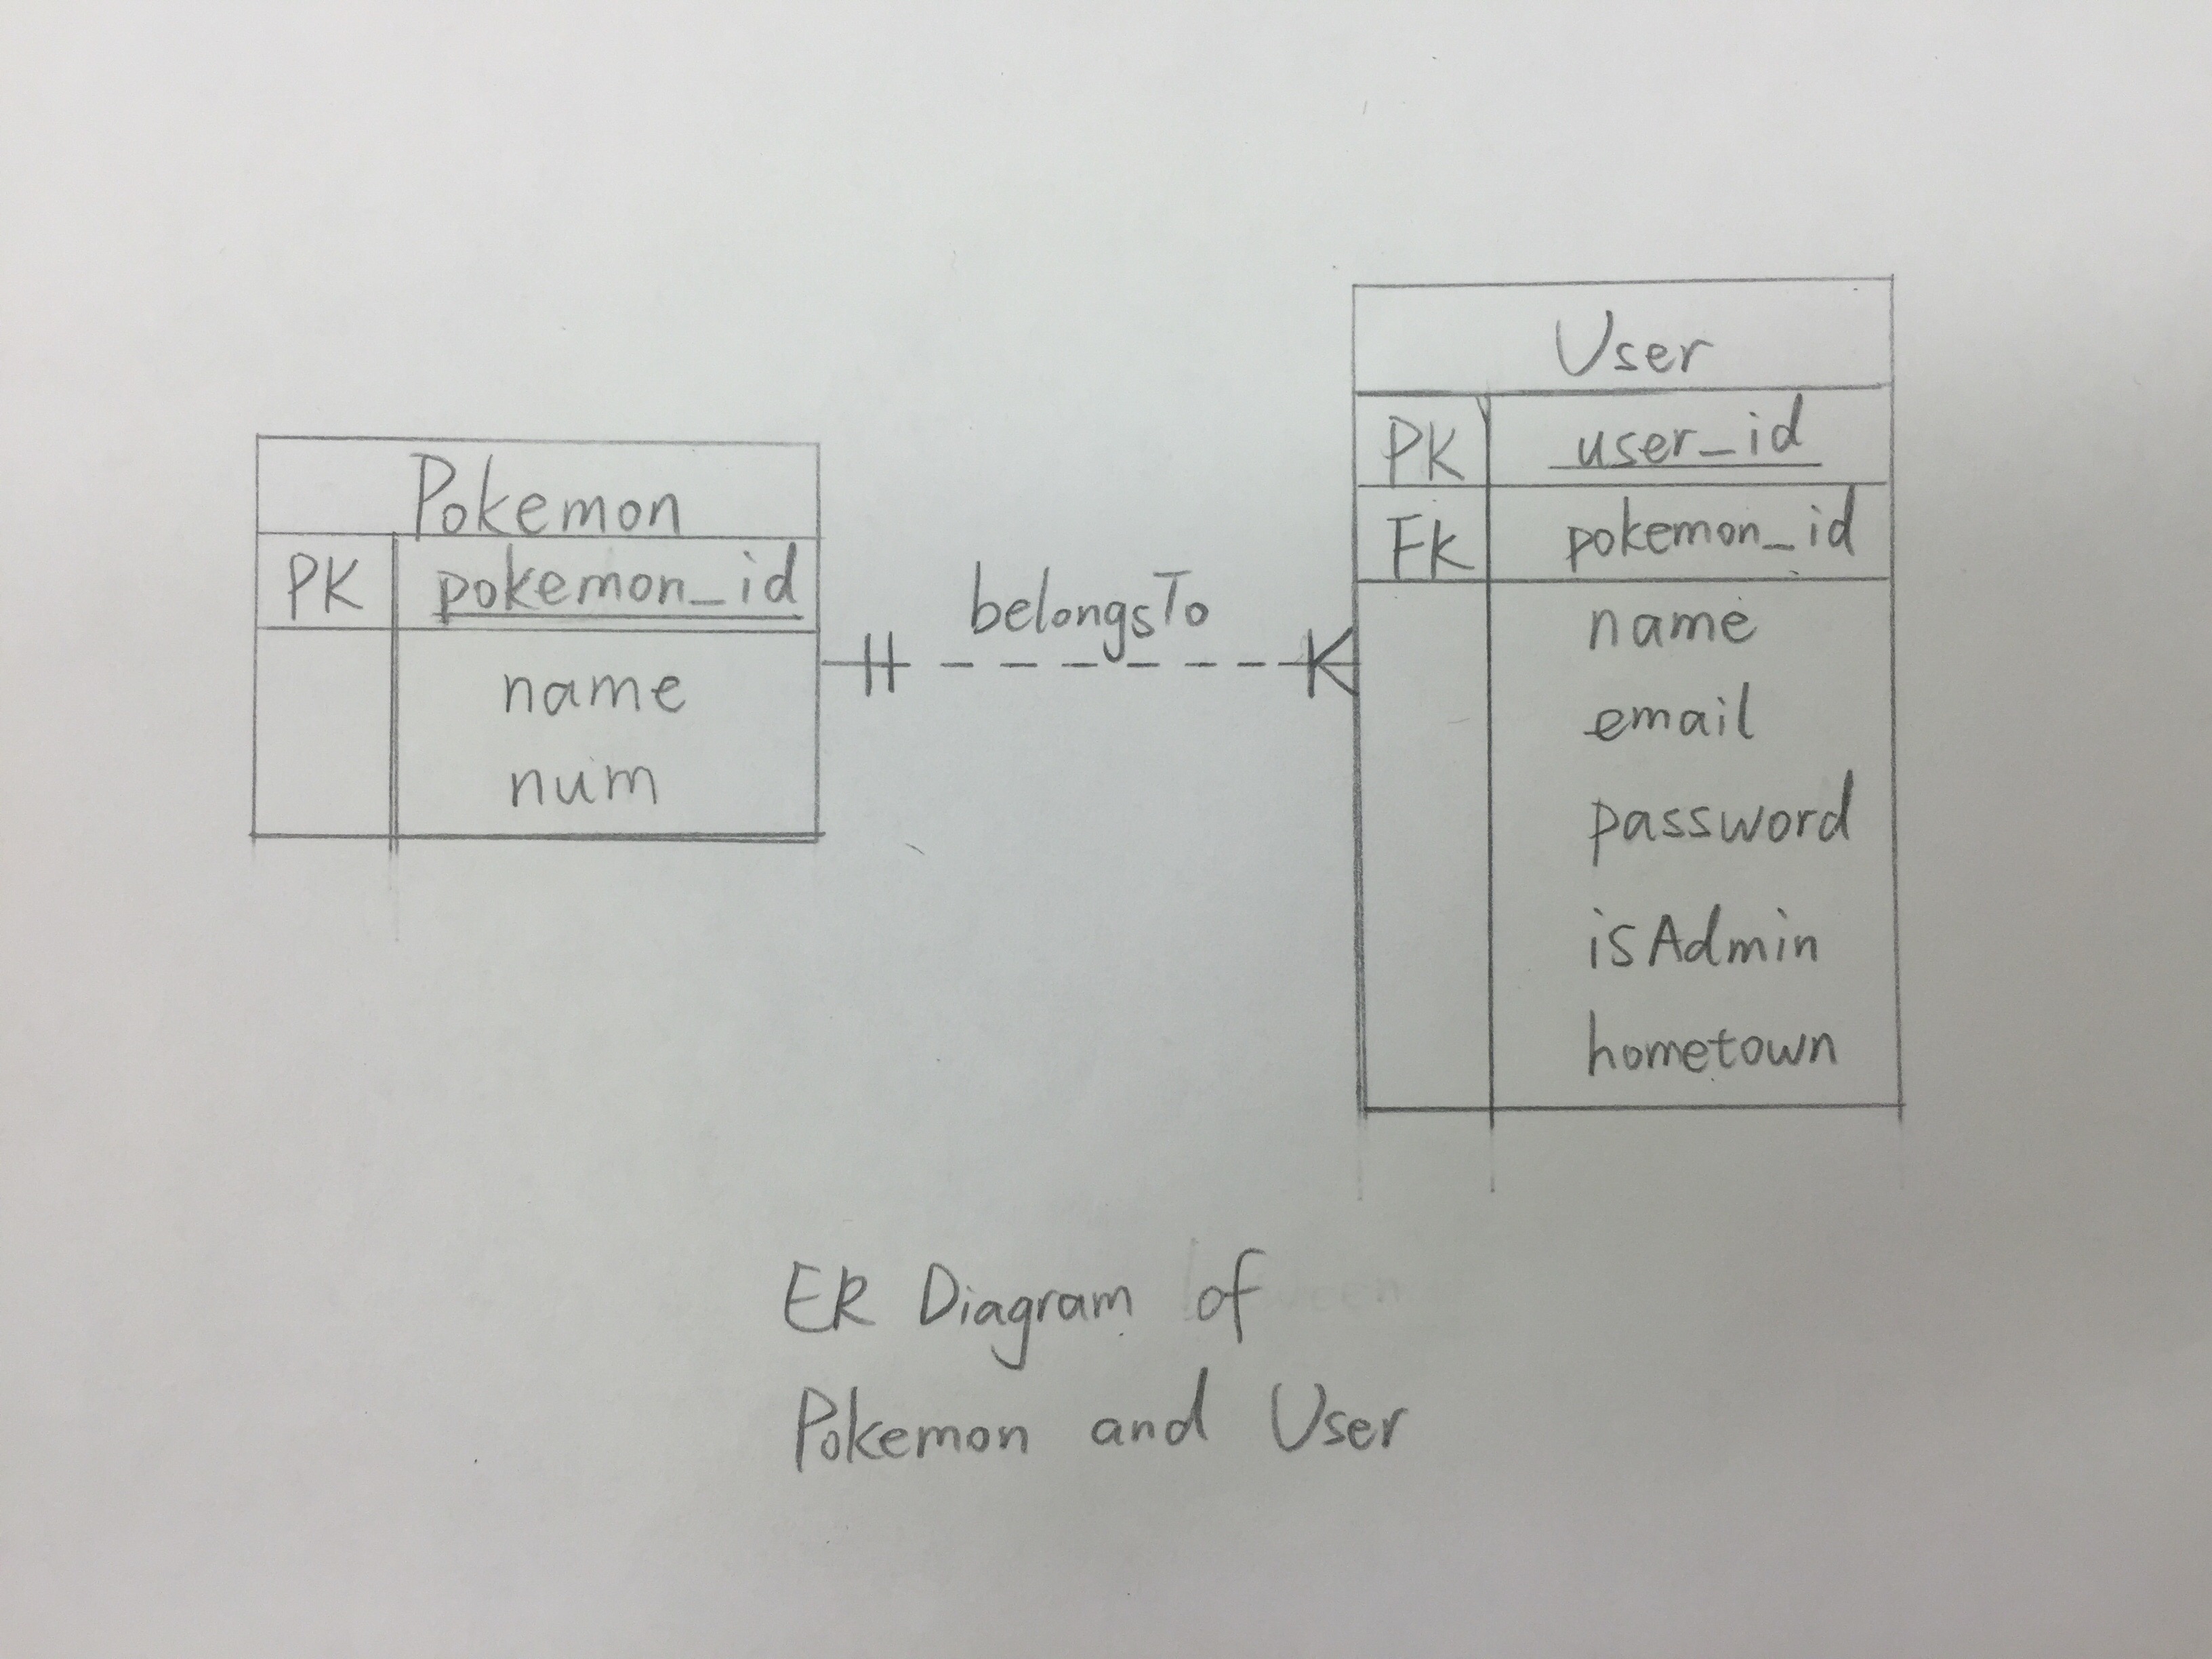 Pokemon
PK pokemon_id
name
num
belongsTo
User
PK user_id
FK pokemon_id
name
email
password
isAdmin
hometown
ER Diagram of
Pokemon and User